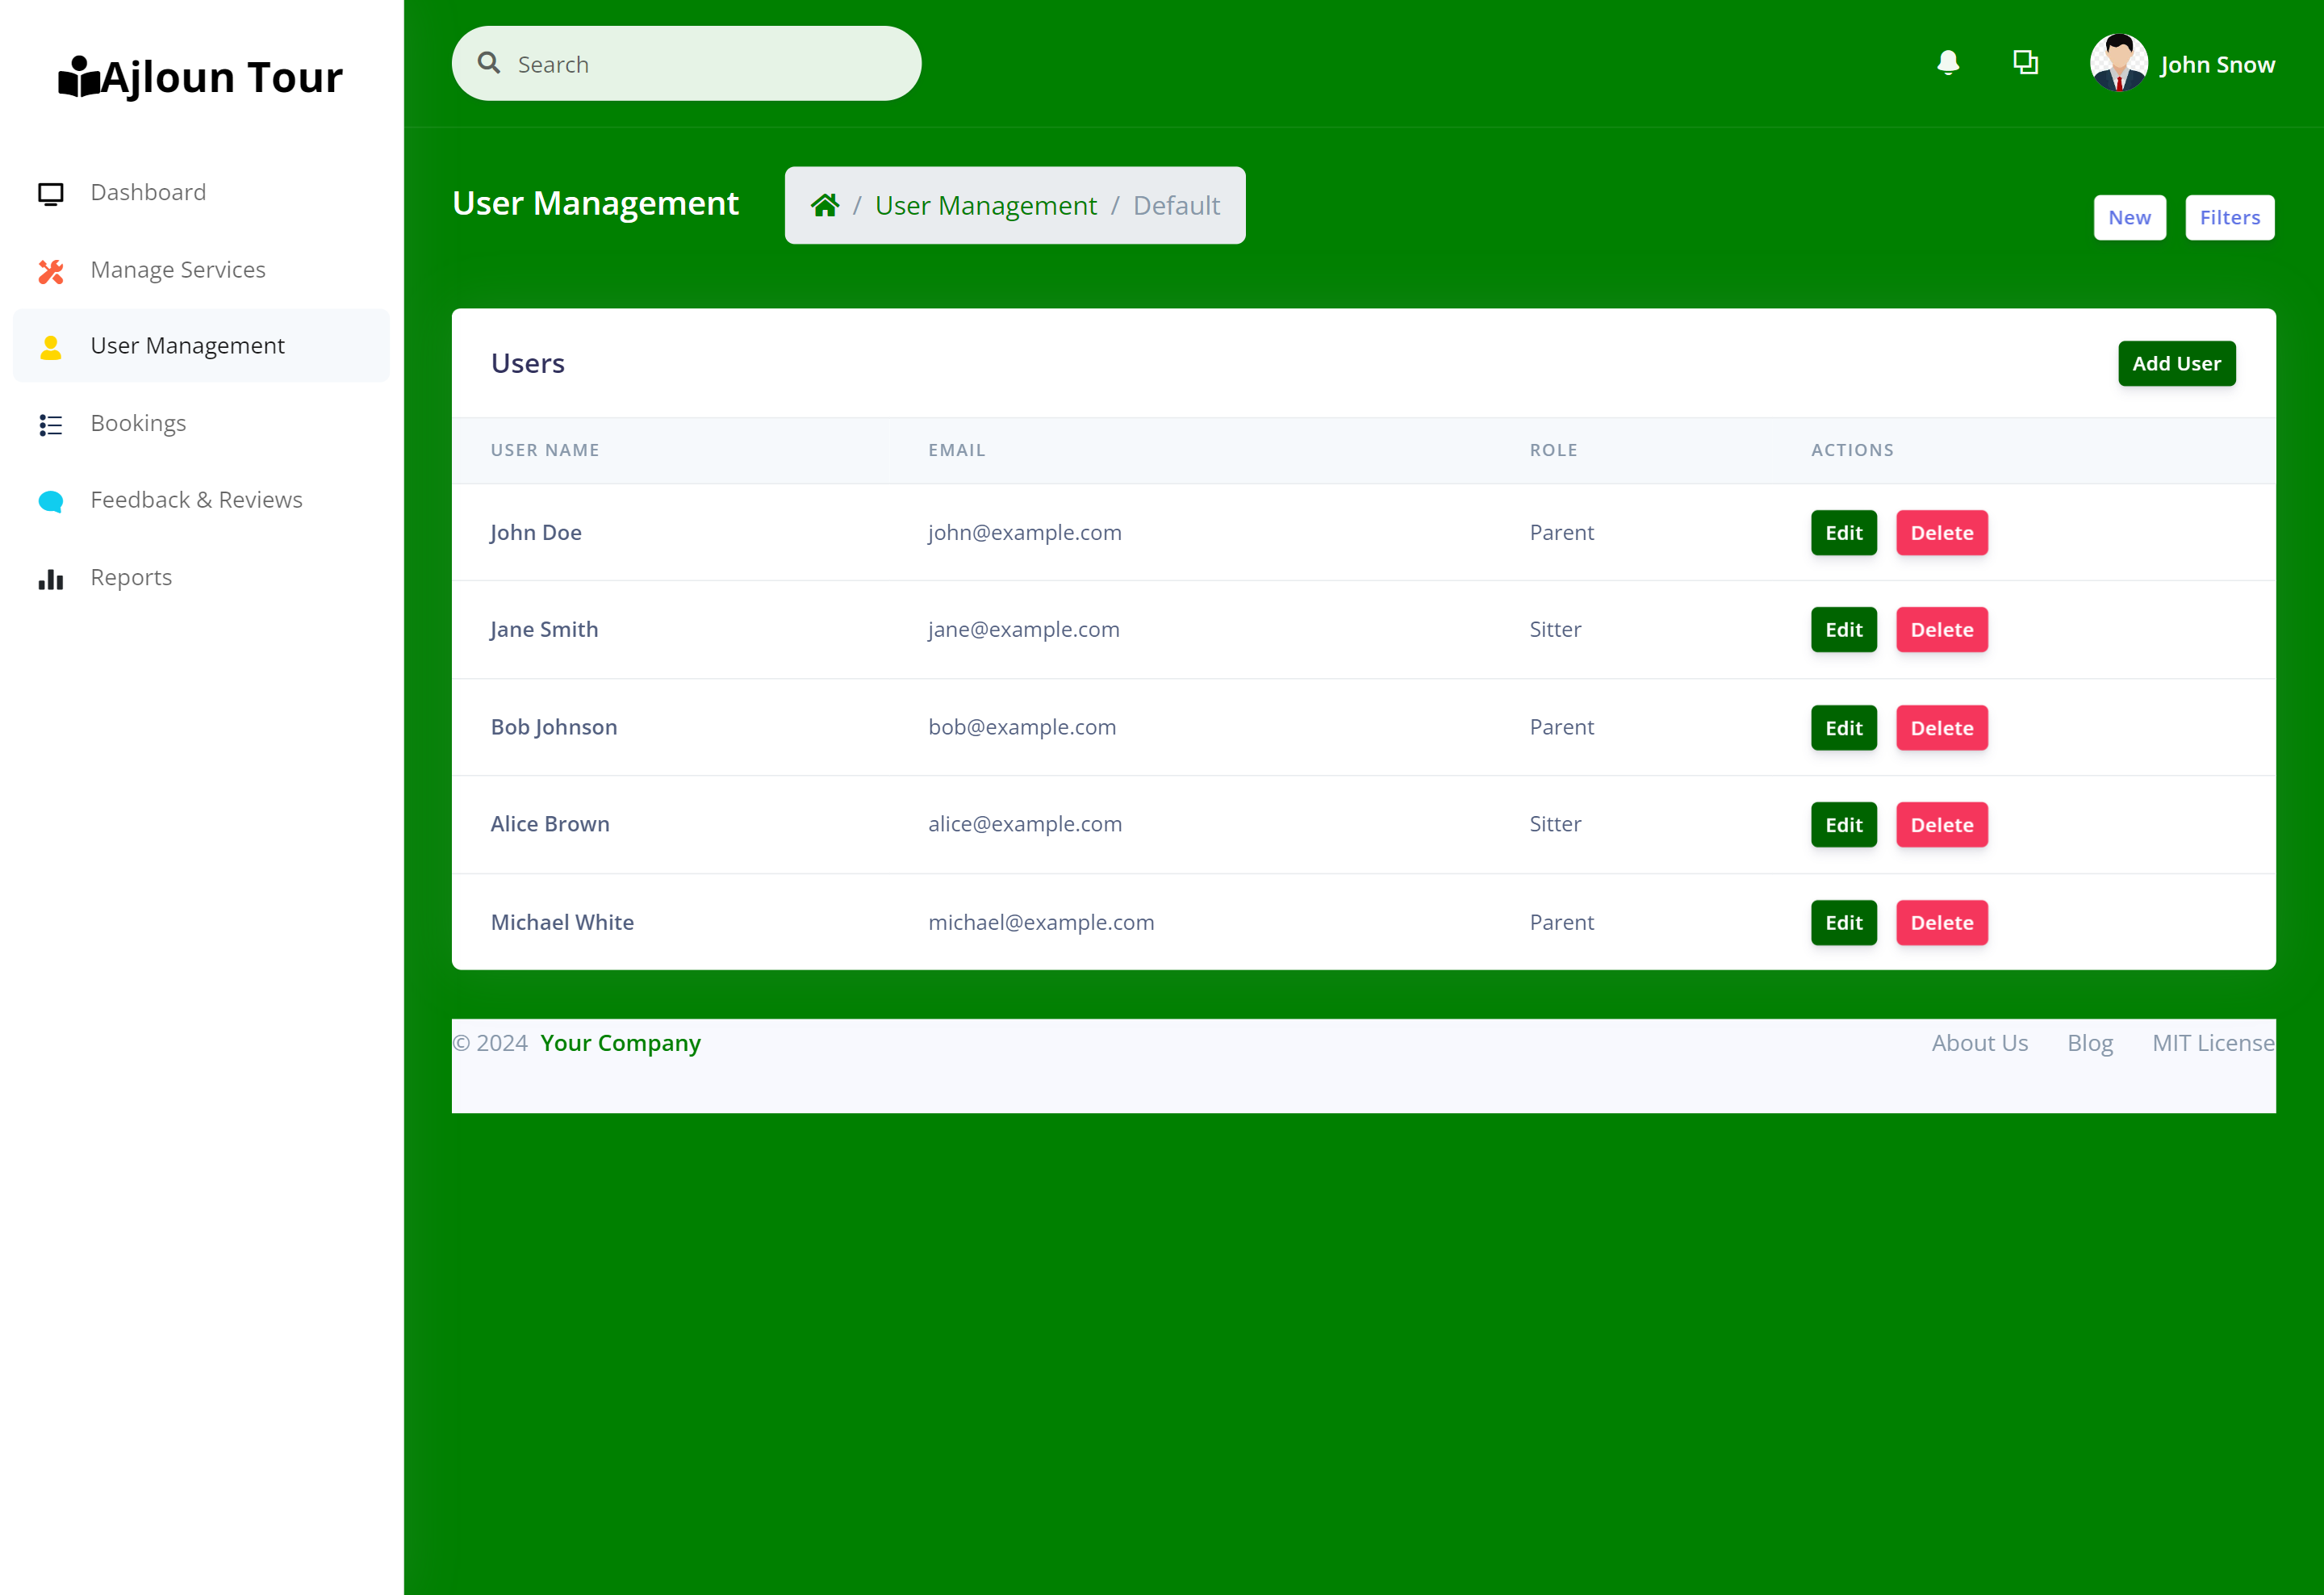 Ajloun Tour
Search
John Snow
Dashboard
Manage Services
User Management
Bookings
Feedback & Reviews
Reports
User Management
/ User Management / Default
New Filters
Users
Add User
USER NAME EMAIL ROLE ACTIONS
John Doe john@example.com Parent Edit Delete
Jane Smith jane@example.com Sitter Edit Delete
Bob Johnson bob@example.com Parent Edit Delete
Alice Brown alice@example.com Sitter Edit Delete
Michael White michael@example.com Parent Edit Delete
© 2024 Your Company
About Us Blog MIT License